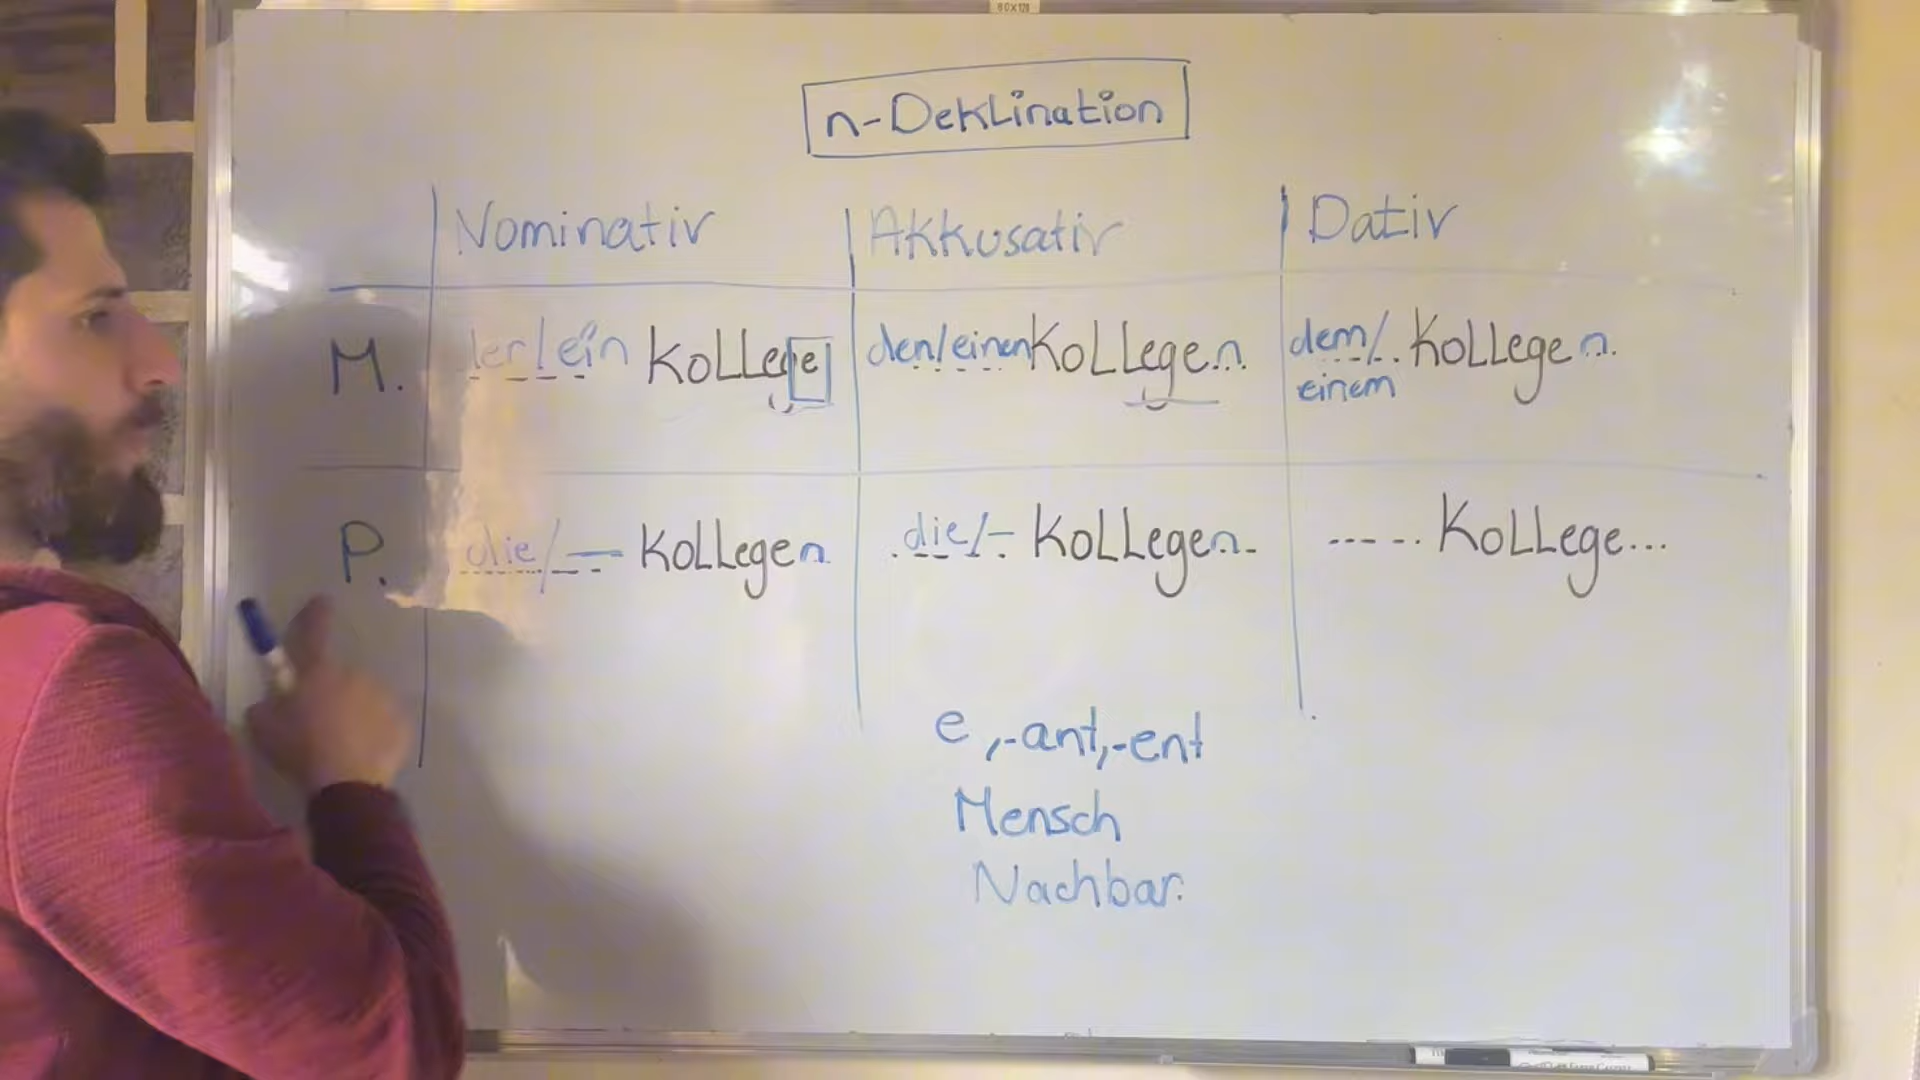 60x120
n-Deklination
Nominativ Akkusativ Dativ
M. der/ein Kollege den/einen Kollegen dem/ Kollegen
einem
P. die/- Kollegen die/- Kollegen ..... Kollege...
e,-ant,-ent
Mensch
Nachbar